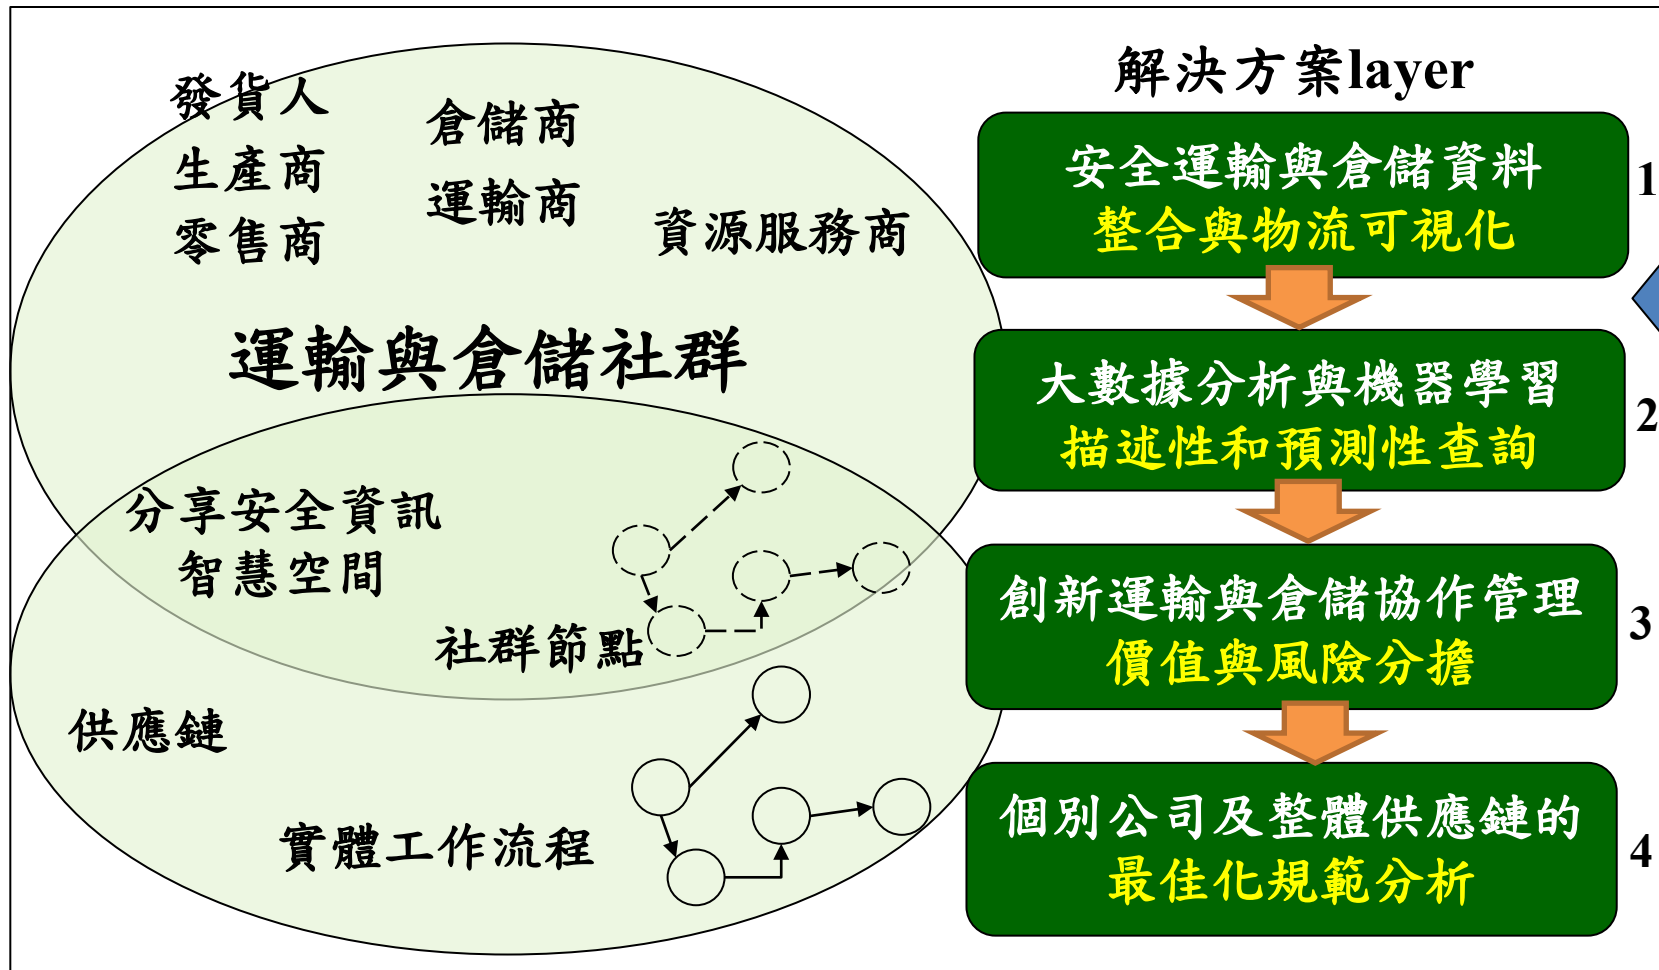 發貨人
生產商
零售商
倉儲商
運輸商
資源服務商
運輸與倉儲社群
分享安全資訊
智慧空間
社群節點
供應鏈
實體工作流程
解決方案layer
安全運輸與倉儲資料
整合與物流可視化
1
大數據分析與機器學習
描述性和預測性查詢
2
創新運輸與倉儲協作管理
價值與風險分擔
3
個別公司及整體供應鏈的
最佳化規範分析
4